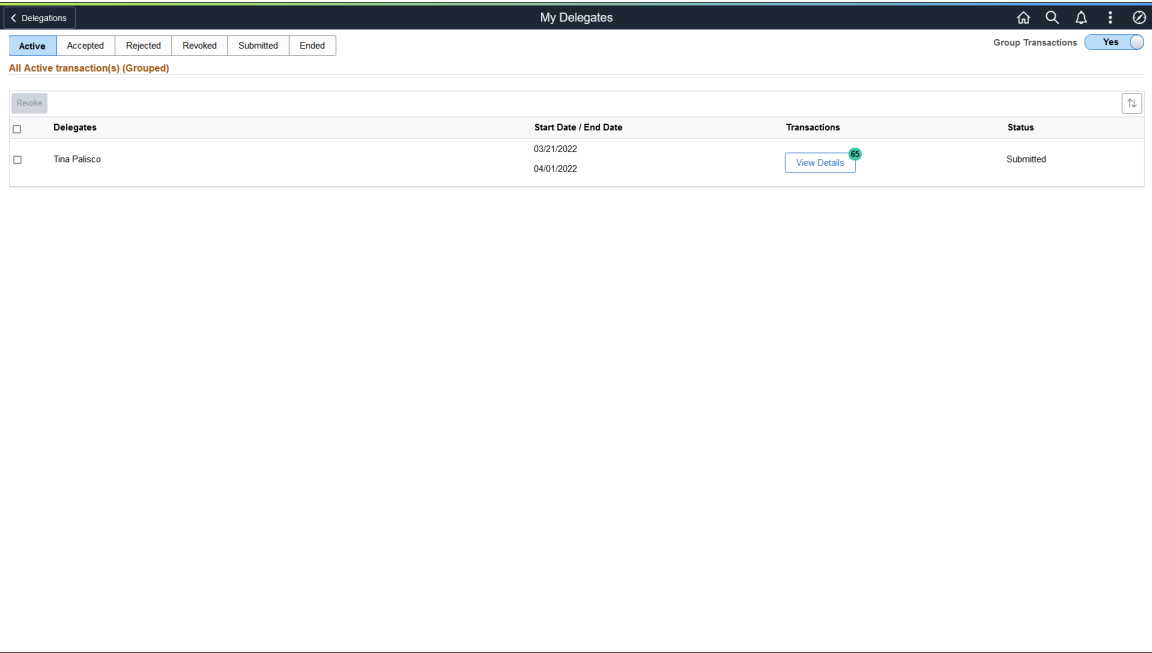 Delegations
My Delegates
Active Accepted Rejected Revoked Submitted Ended
Group Transactions Yes
All Active transaction(s) (Grouped)
Revoke
Delegates Start Date / End Date Transactions Status
03/21/2022
65
Tina Palisco View Details Submitted
04/01/2022